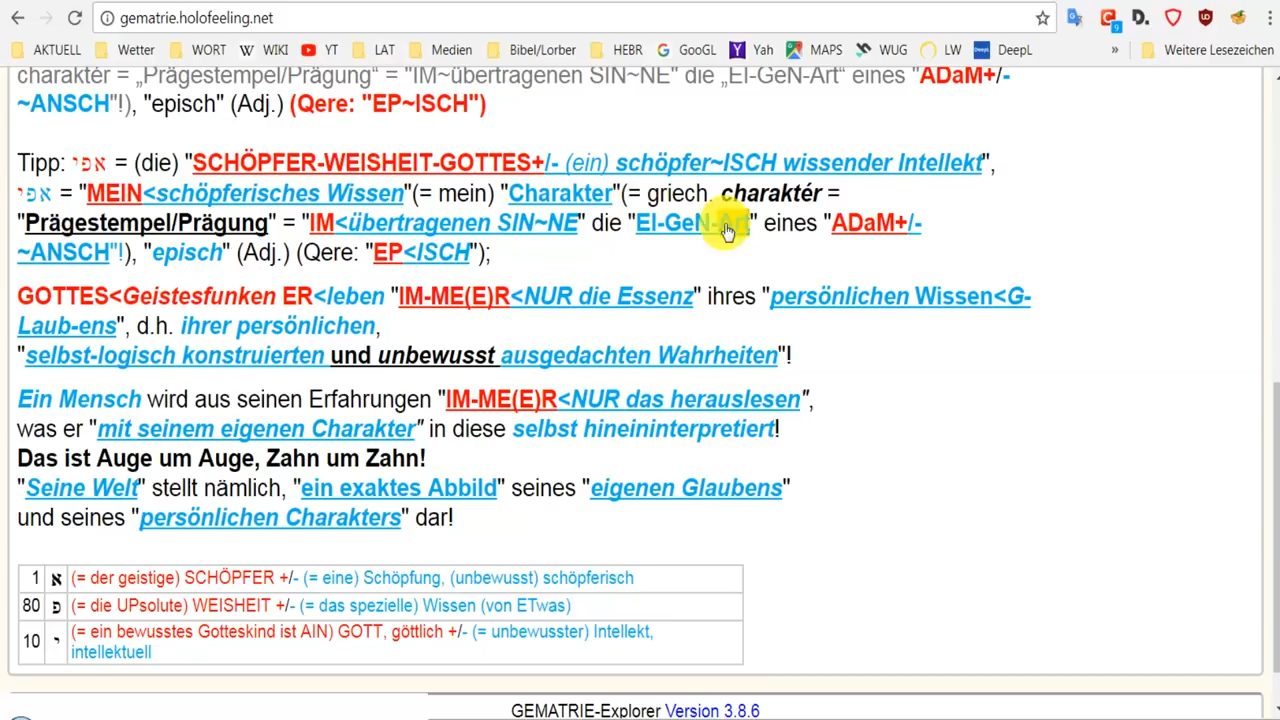 gematrie.holofeeling.net
9
AKTUELL Wetter WORT WIKI YT LAT Medien Bibel/Lorber HEBR GooGL Yah MAPS WUG LW DeepL » Weitere Lesezeichen
charaktér = „Prägestempel/Prägung“ = "IM~übertragenen SIN~NE" die „EI-GeN-Art“ eines "ADaM+/-
~ANSCH"!), "episch" (Adj.) (Qere: "EP~ISCH")
Tipp: אפי = (die) "SCHÖPFER-WEISHEIT-GOTTES+/- (ein) schöpfer~ISCH wissender Intellekt",
אפי = "MEIN<schöpferisches Wissen"(= mein) "Charakter"(= griech. charaktér =
"Prägestempel/Prägung" = "IM<übertragenen SIN~NE" die "EI-GeN-Art" eines "ADaM+/-
~ANSCH"!), "episch" (Adj.) (Qere: "EP<ISCH");
GOTTES<Geistesfunken ER<leben "IM-ME(E)R<NUR die Essenz" ihres "persönlichen Wissen<G-
Laub-ens", d.h. ihrer persönlichen,
"selbst-logisch konstruierten und unbewusst ausgedachten Wahrheiten"!
Ein Mensch wird aus seinen Erfahrungen "IM-ME(E)R<NUR das herauslesen",
was er "mit seinem eigenen Charakter" in diese selbst hineininterpretiert!
Das ist Auge um Auge, Zahn um Zahn!
"Seine Welt" stellt nämlich, "ein exaktes Abbild" seines "eigenen Glaubens"
und seines "persönlichen Charakters" dar!
1 א (= der geistige) SCHÖPFER +/- (= eine) Schöpfung, (unbewusst) schöpferisch
80 פ (= die UPsolute) WEISHEIT +/- (= das spezielle) Wissen (von ETwas)
10 י (= ein bewusstes Gotteskind ist AIN) GOTT, göttlich +/- (= unbewusster) Intellekt,
intellektuell
GEMATRIE-Explorer Version 3.8.6